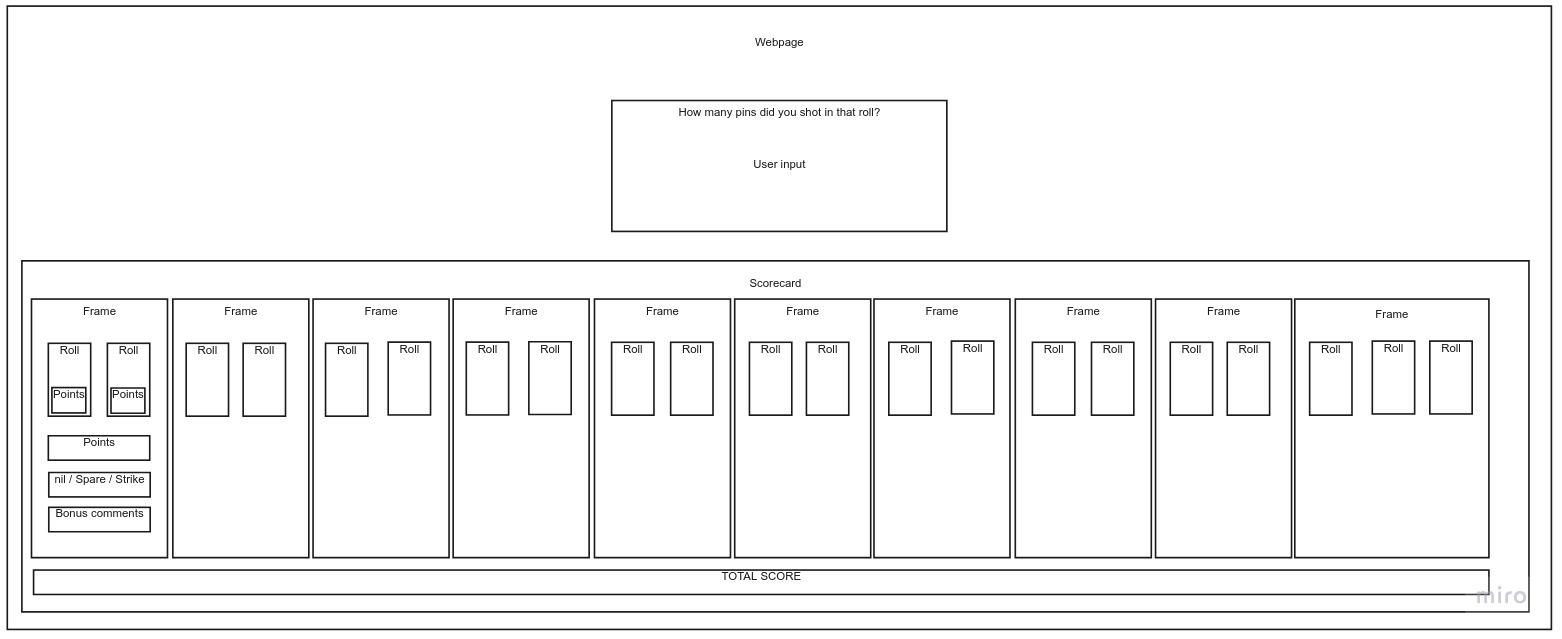 Webpage
How many pins did you shot in that roll?
User input
Scorecard
Frame Frame Frame Frame Frame Frame Frame Frame Frame Frame
Roll Roll Roll Roll Roll Roll Roll Roll Roll Roll Roll Roll Roll Roll Roll Roll Roll Roll Roll Roll Roll
Points Points
Points
nil / Spare / Strike
Bonus comments
TOTAL SCORE
miro